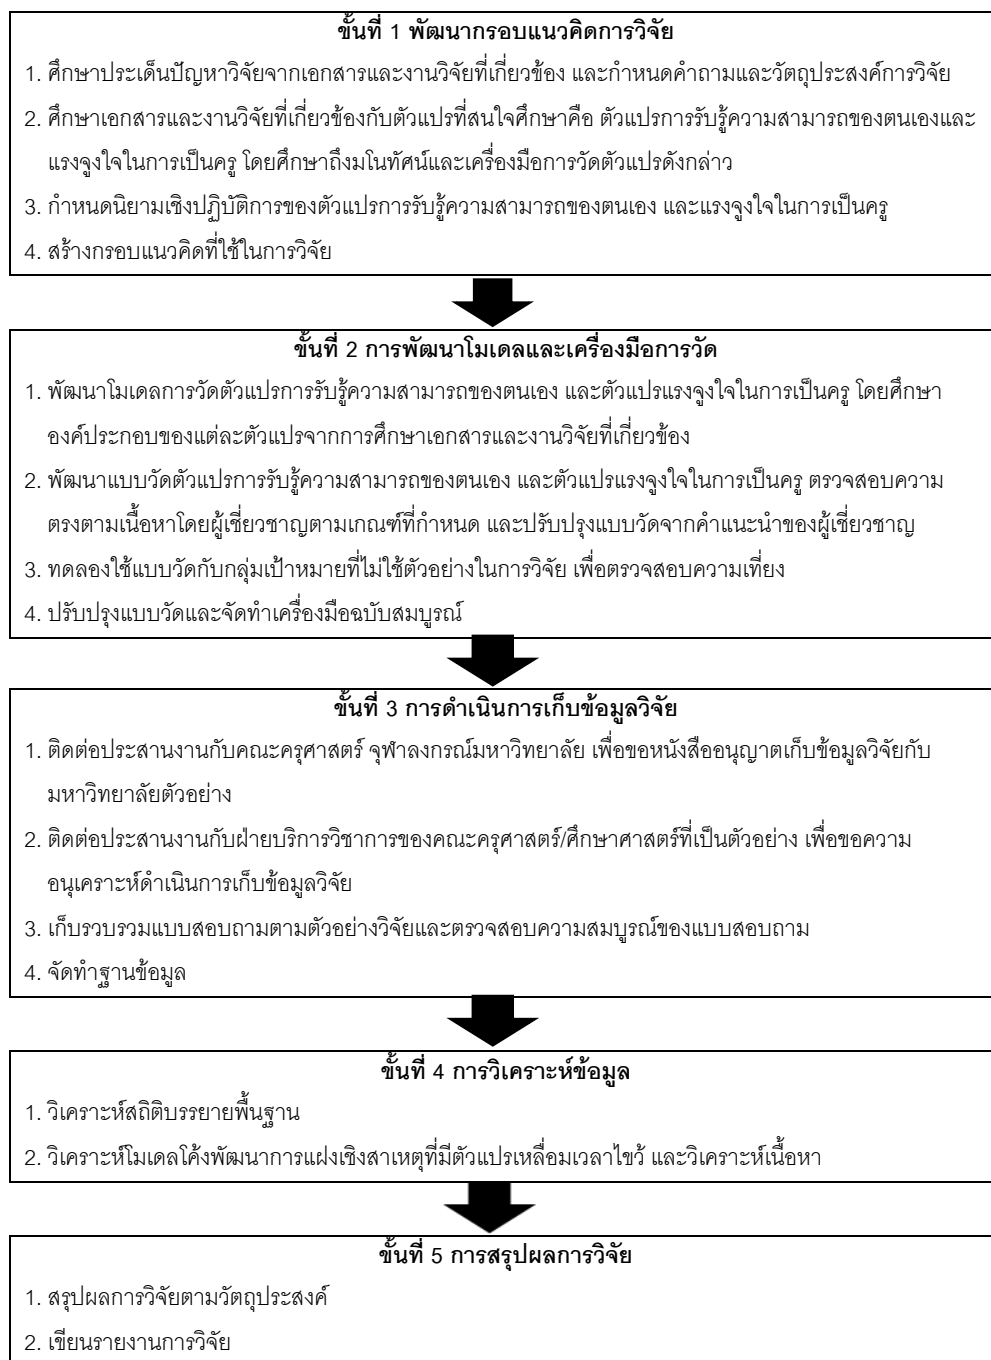 ขั้นที่ 1 พัฒนากรอบแนวคิดการวิจัย
1. ศึกษาประเด็นปัญหาวิจัยจากเอกสารและงานวิจัยที่เกี่ยวข้อง และกำหนดคำถามและวัตถุประสงค์การวิจัย
2. ศึกษาเอกสารและงานวิจัยที่เกี่ยวข้องกับตัวแปรที่สนใจศึกษาคือ ตัวแปรการรับรู้ความสามารถของตนเองและ
แรงจูงใจในการเป็นครู โดยศึกษาถึงมโนทัศน์และเครื่องมือการวัดตัวแปรดังกล่าว
3. กำหนดนิยามเชิงปฏิบัติการของตัวแปรการรับรู้ความสามารถของตนเอง และแรงจูงใจในการเป็นครู
4. สร้างกรอบแนวคิดที่ใช้ในการวิจัย
ขั้นที่ 2 การพัฒนาโมเดลและเครื่องมือการวัด
1. พัฒนาโมเดลการวัดตัวแปรการรับรู้ความสามารถของตนเอง และตัวแปรแรงจูงใจในการเป็นครู โดยศึกษา
องค์ประกอบของแต่ละตัวแปรจากการศึกษาเอกสารและงานวิจัยที่เกี่ยวข้อง
2. พัฒนาแบบวัดตัวแปรการรับรู้ความสามารถของตนเอง และตัวแปรแรงจูงใจในการเป็นครู ตรวจสอบความ
ตรงตามเนื้อหาโดยผู้เชี่ยวชาญตามเกณฑ์ที่กำหนด และปรับปรุงแบบวัดจากคำแนะนำของผู้เชี่ยวชาญ
3. ทดลองใช้แบบวัดกับกลุ่มเป้าหมายที่ไม่ใช้ตัวอย่างในการวิจัย เพื่อตรวจสอบความเที่ยง
4. ปรับปรุงแบบวัดและจัดทำเครื่องมือฉบับสมบูรณ์
ขั้นที่ 3 การดำเนินการเก็บข้อมูลวิจัย
1. ติดต่อประสานงานกับคณะครุศาสตร์ จุฬาลงกรณ์มหาวิทยาลัย เพื่อขอหนังสืออนุญาตเก็บข้อมูลวิจัยกับ
มหาวิทยาลัยตัวอย่าง
2. ติดต่อประสานงานกับฝ่ายบริการวิชาการของคณะครุศาสตร์/ศึกษาศาสตร์ที่เป็นตัวอย่าง เพื่อขอความ
อนุเคราะห์ดำเนินการเก็บข้อมูลวิจัย
3. เก็บรวบรวมแบบสอบถามตามตัวอย่างวิจัยและตรวจสอบความสมบูรณ์ของแบบสอบถาม
4. จัดทำฐานข้อมูล
ขั้นที่ 4 การวิเคราะห์ข้อมูล
1. วิเคราะห์สถิติบรรยายพื้นฐาน
2. วิเคราะห์โมเดลโค้งพัฒนาการแฝงเชิงสาเหตุที่มีตัวแปรเหลื่อมเวลาไขว้ และวิเคราะห์เนื้อหา
ขั้นที่ 5 การสรุปผลการวิจัย
1. สรุปผลการวิจัยตามวัตถุประสงค์
2. เขียนรายงานการวิจัย